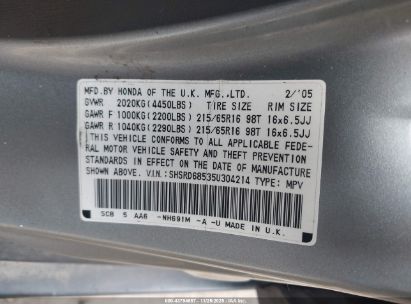 MFD.BY HONDA OF THE U.K. MFG.,LTD. 2/'05
GVWR 2020KG(4450LBS) TIRE SIZE RIM SIZE
GAWR F 1000KG(2200LBS) 215/65R16 98T 16x6.5JJ
GAWR R 1040KG(2290LBS) 215/65R16 98T 16x6.5JJ
THIS VEHICLE CONFORMS TO ALL APPLICABLE FEDE-
RAL MOTOR VEHICLE SAFETY AND THEFT PREVENTION
STANDARDS IN EFFECT ON THE DATE OF MANUFACTURE
SHOWN ABOVE. V.I.N.:SHSRD68535U304214 TYPE: MPV
SCB 5 AA6 -NH691M -A -U MADE IN U.K.